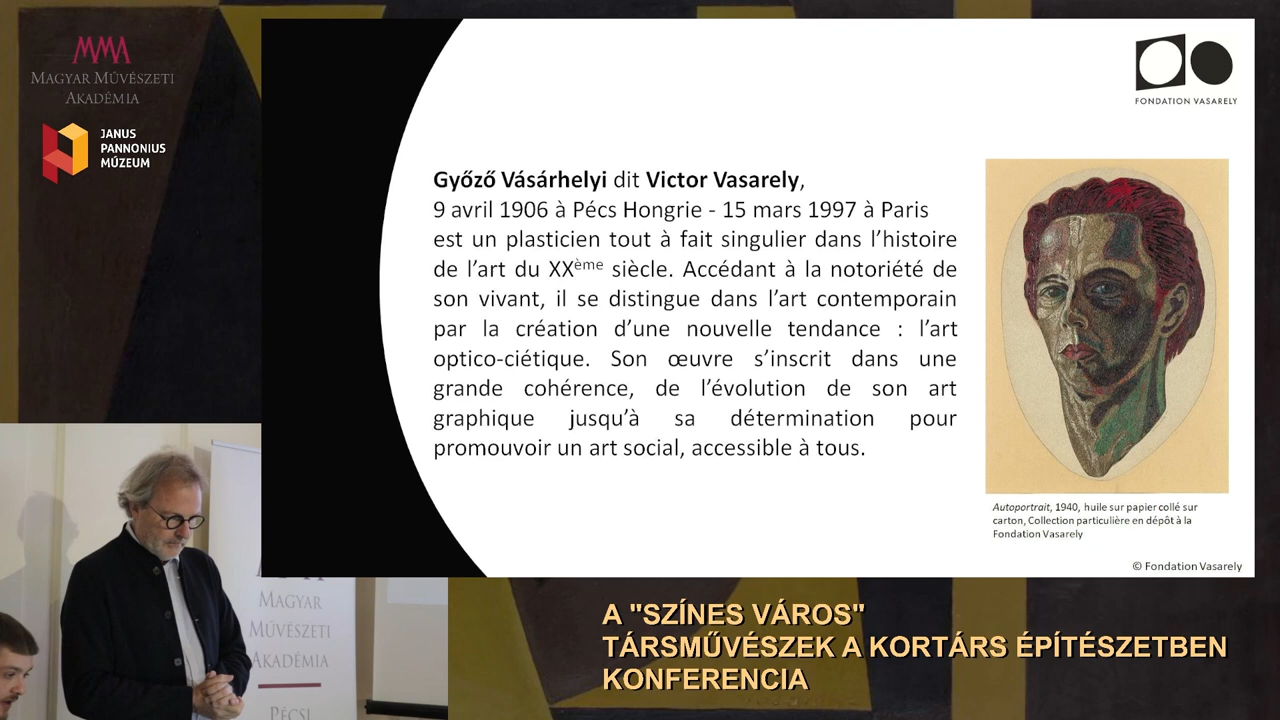 MMA
MAGYAR MŰVÉSZETI
AKADÉMIA
JANUS
PANNONIUS
MÚZEUM
FONDATION VASARELY
Győző Vásárhelyi dit Victor Vasarely,
9 avril 1906 à Pécs Hongrie - 15 mars 1997 à Paris
est un plasticien tout à fait singulier dans l’histoire
de l’art du XXème siècle. Accédant à la notoriété de
son vivant, il se distingue dans l’art contemporain
par la création d’une nouvelle tendance : l’art
optico-ciétique. Son œuvre s’inscrit dans une
grande cohérence, de l’évolution de son art
graphique jusqu’à sa détermination pour
promouvoir un art social, accessible à tous.
Autoportrait, 1940, huile sur papier collé sur
carton, Collection particulière en dépôt à la
Fondation Vasarely
© Fondation Vasarely
MAGYAR
MŰVÉSZETI
AKADÉMIA
PÉCSI
A "SZÍNES VÁROS"
TÁRSMŰVÉSZEK A KORTÁRS ÉPÍTÉSZETBEN
KONFERENCIA